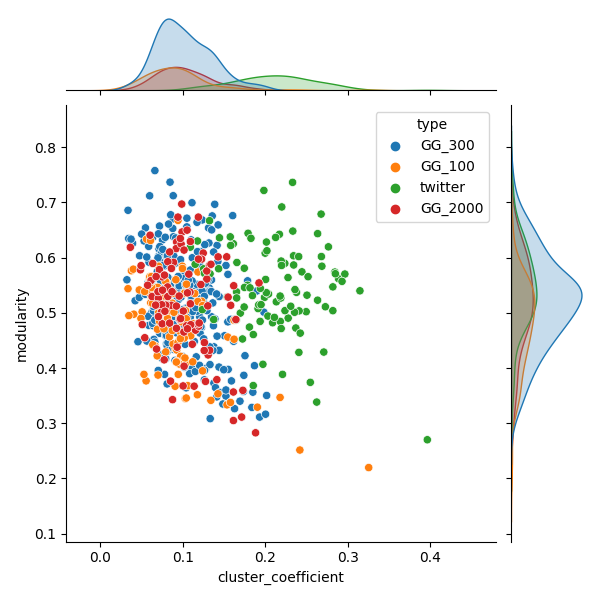 type
GG_300
GG_100
twitter
GG_2000
0.8
0.7
0.6
0.5
0.4
0.3
0.2
0.1
modularity
0.0 0.1 0.2 0.3 0.4
cluster_coefficient